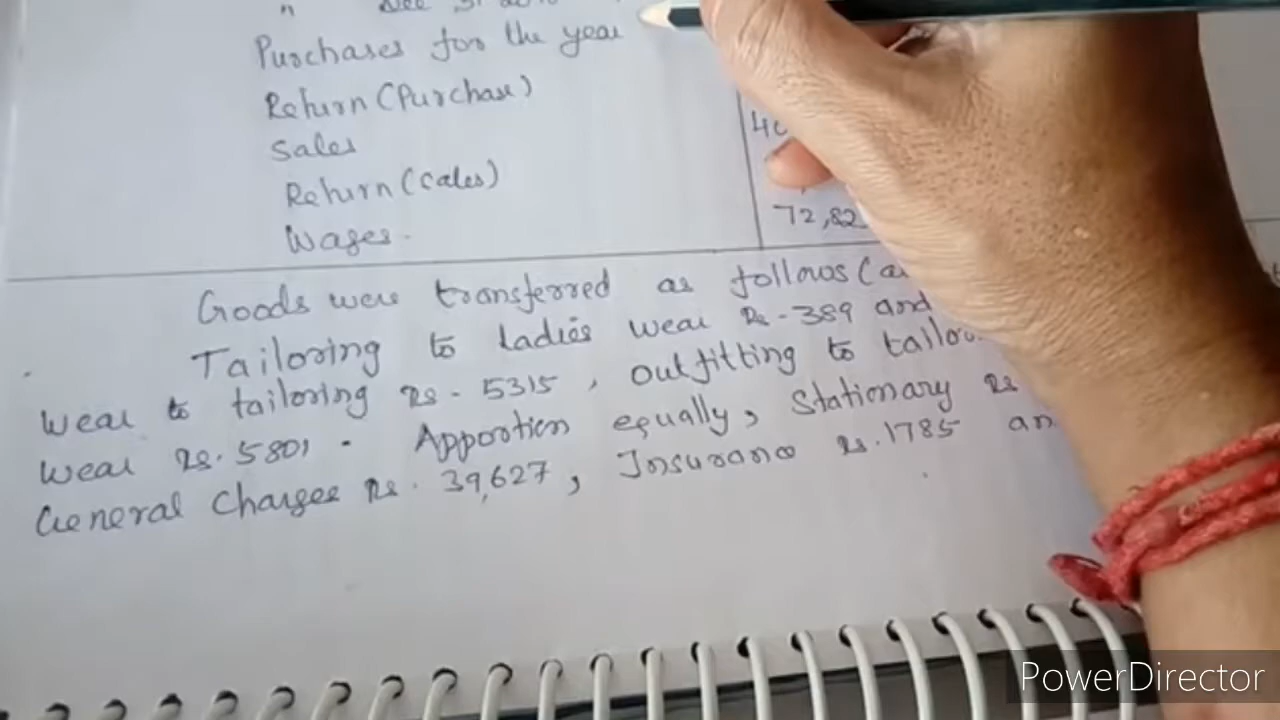 "
Purchases for the year
Return (Purchase)
Sales
Return (Sales)
Wages.
72,82
Goods were transferred as follows (a
Tailoring to Ladies wear Rs. 389 and
wear to tailoring Rs. 5315, outfitting to
wear Rs. 5801. Apportion equally, Stationary Rs
General Charges Rs. 39,627, Insurance Rs. 1785 an
PowerDirector